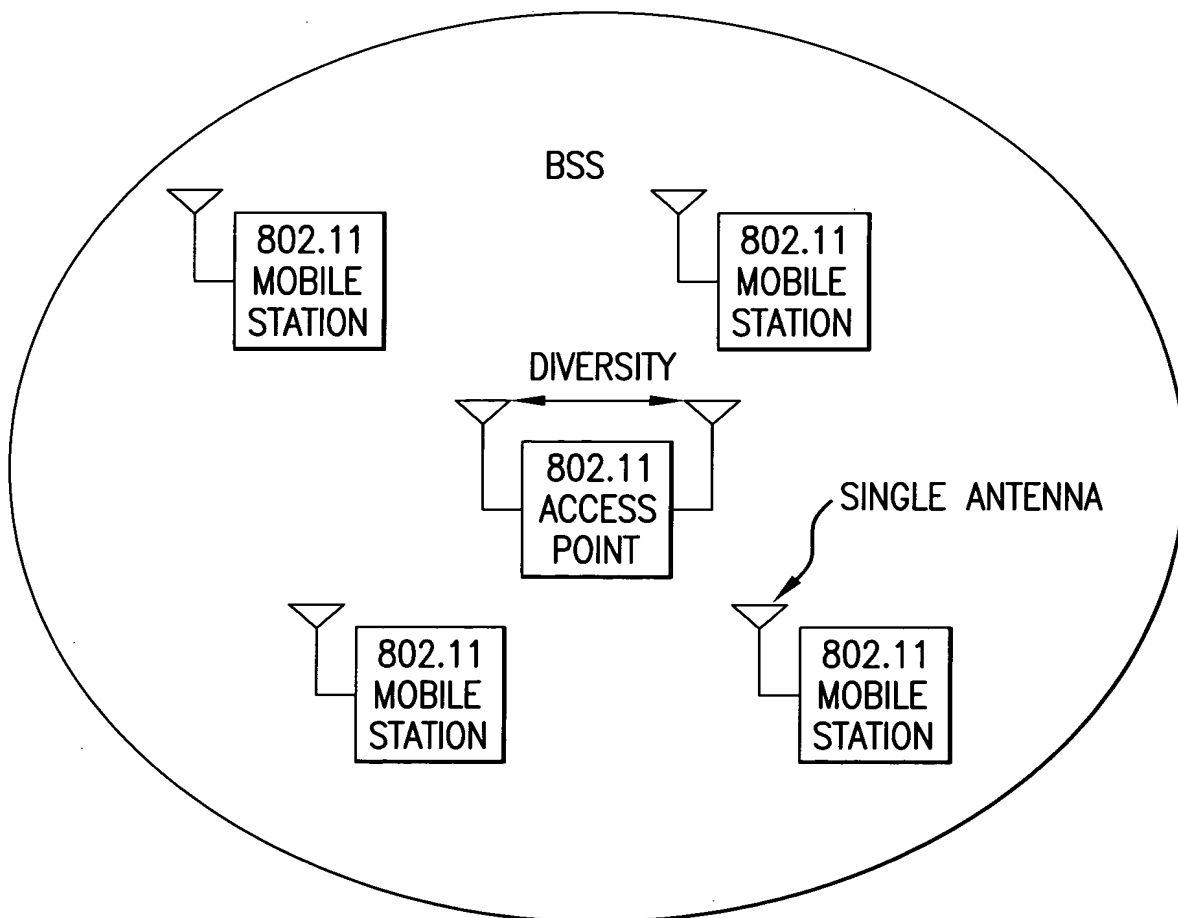 BSS
802.11
MOBILE
STATION
802.11
MOBILE
STATION
DIVERSITY
802.11
ACCESS
POINT
SINGLE ANTENNA
802.11
MOBILE
STATION
802.11
MOBILE
STATION